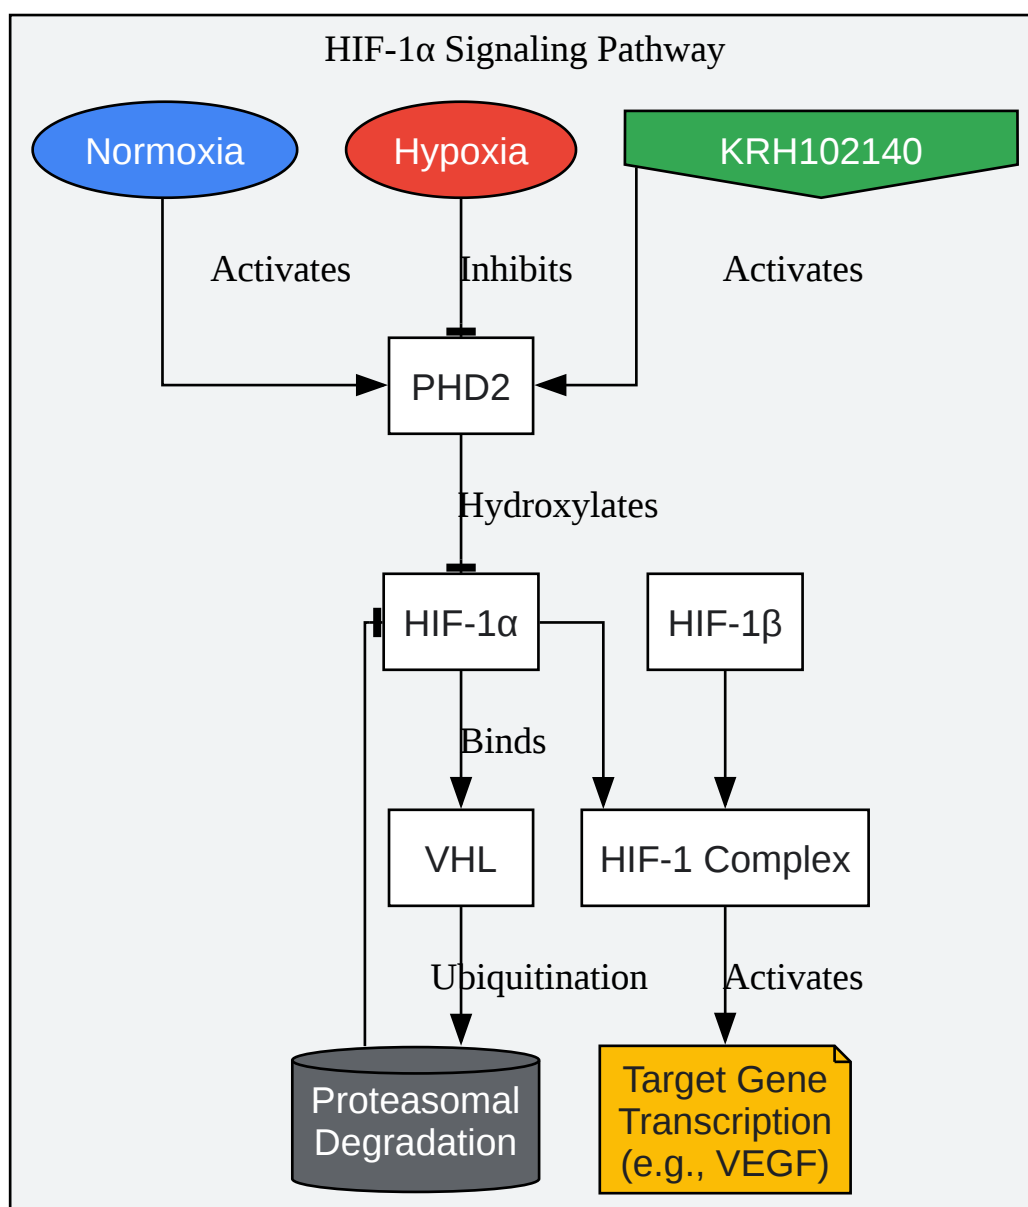 HIF-1α Signaling Pathway
Normoxia
Hypoxia
KRH102140
Activates
Inhibits
Activates
PHD2
Hydroxylates
HIF-1α
HIF-1β
Binds
VHL
HIF-1 Complex
Ubiquitination
Activates
Proteasomal
Degradation
Target Gene
Transcription
(e.g., VEGF)